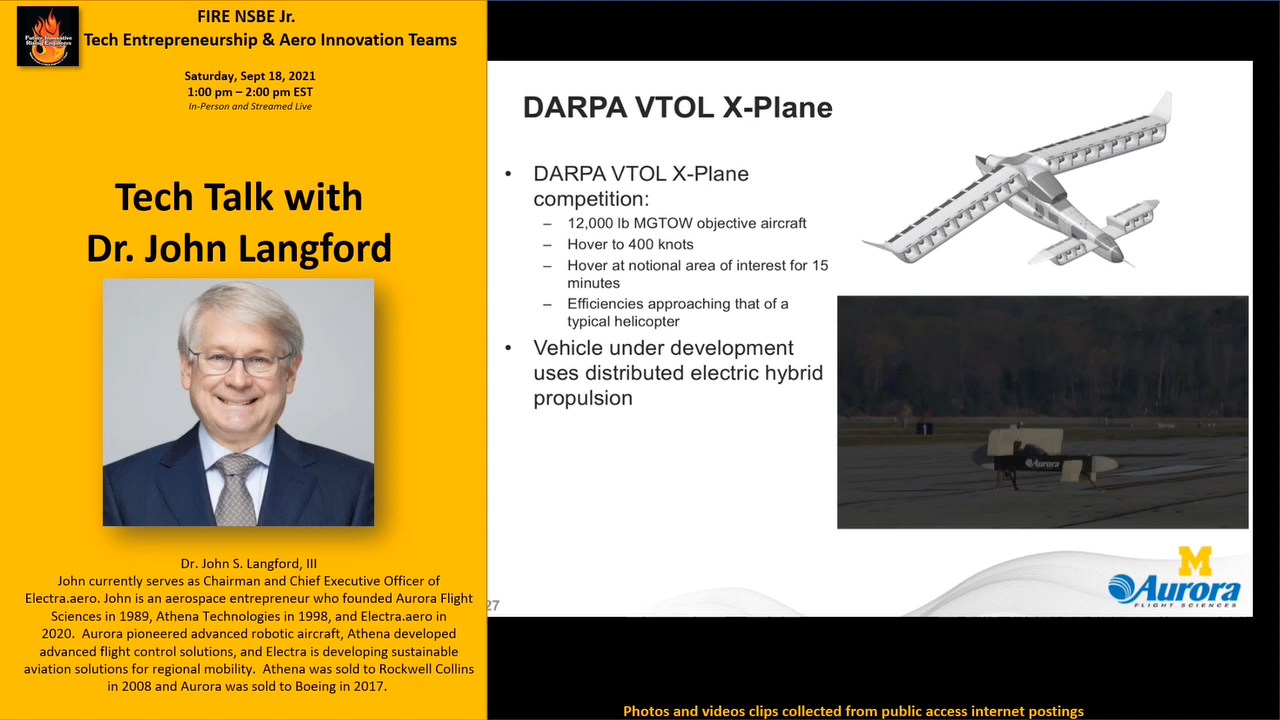 FIRE NSBE Jr.
Tech Entrepreneurship & Aero Innovation Teams
Future Innovative
Rising Engineers
Saturday, Sept 18, 2021
1:00 pm – 2:00 pm EST
In-Person and Streamed Live
Tech Talk with
Dr. John Langford
Dr. John S. Langford, III
John currently serves as Chairman and Chief Executive Officer of
Electra.aero. John is an aerospace entrepreneur who founded Aurora Flight
Sciences in 1989, Athena Technologies in 1998, and Electra.aero in
2020.  Aurora pioneered advanced robotic aircraft, Athena developed
advanced flight control solutions, and Electra is developing sustainable
aviation solutions for regional mobility.  Athena was sold to Rockwell Collins
in 2008 and Aurora was sold to Boeing in 2017.
DARPA VTOL X-Plane
• DARPA VTOL X-Plane
competition:
– 12,000 lb MGTOW objective aircraft
– Hover to 400 knots
– Hover at notional area of interest for 15
minutes
– Efficiencies approaching that of a
typical helicopter
• Vehicle under development
uses distributed electric hybrid
propulsion
Aurora
27
M
Aurora
FLIGHT SCIENCES
Photos and videos clips collected from public access internet postings